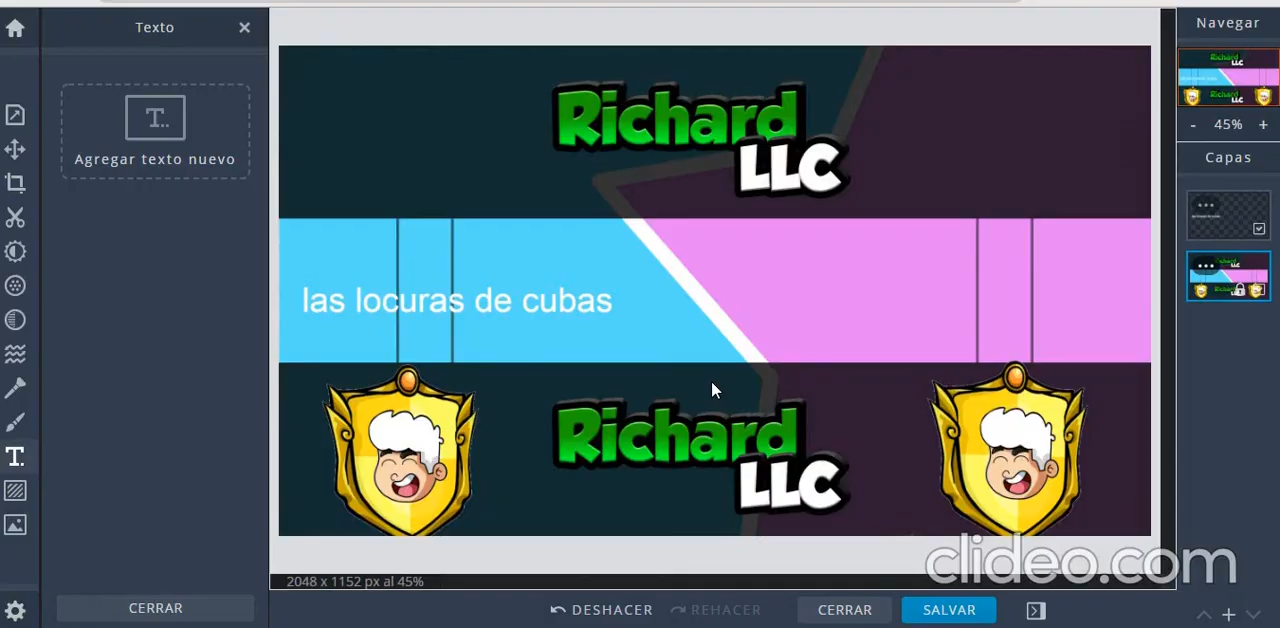 Texto
×
Navegar
T..
Agregar texto nuevo
Richard
LLC
- 45% +
Capas
las locuras de cubas
Richard
LLC
T.
clideo.com
2048 x 1152 px al 45%
CERRAR
DESHACER
REHACER
CERRAR
SALVAR